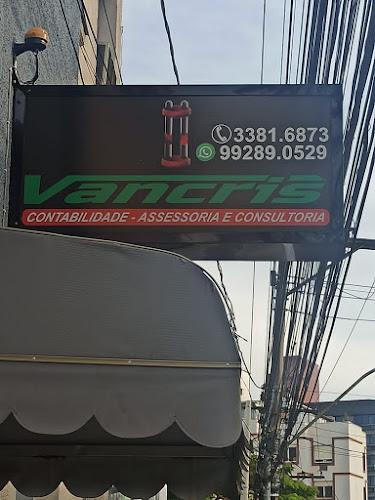 3381.6873
99289.0529
Vancris
CONTABILIDADE - ASSESSORIA E CONSULTORIA